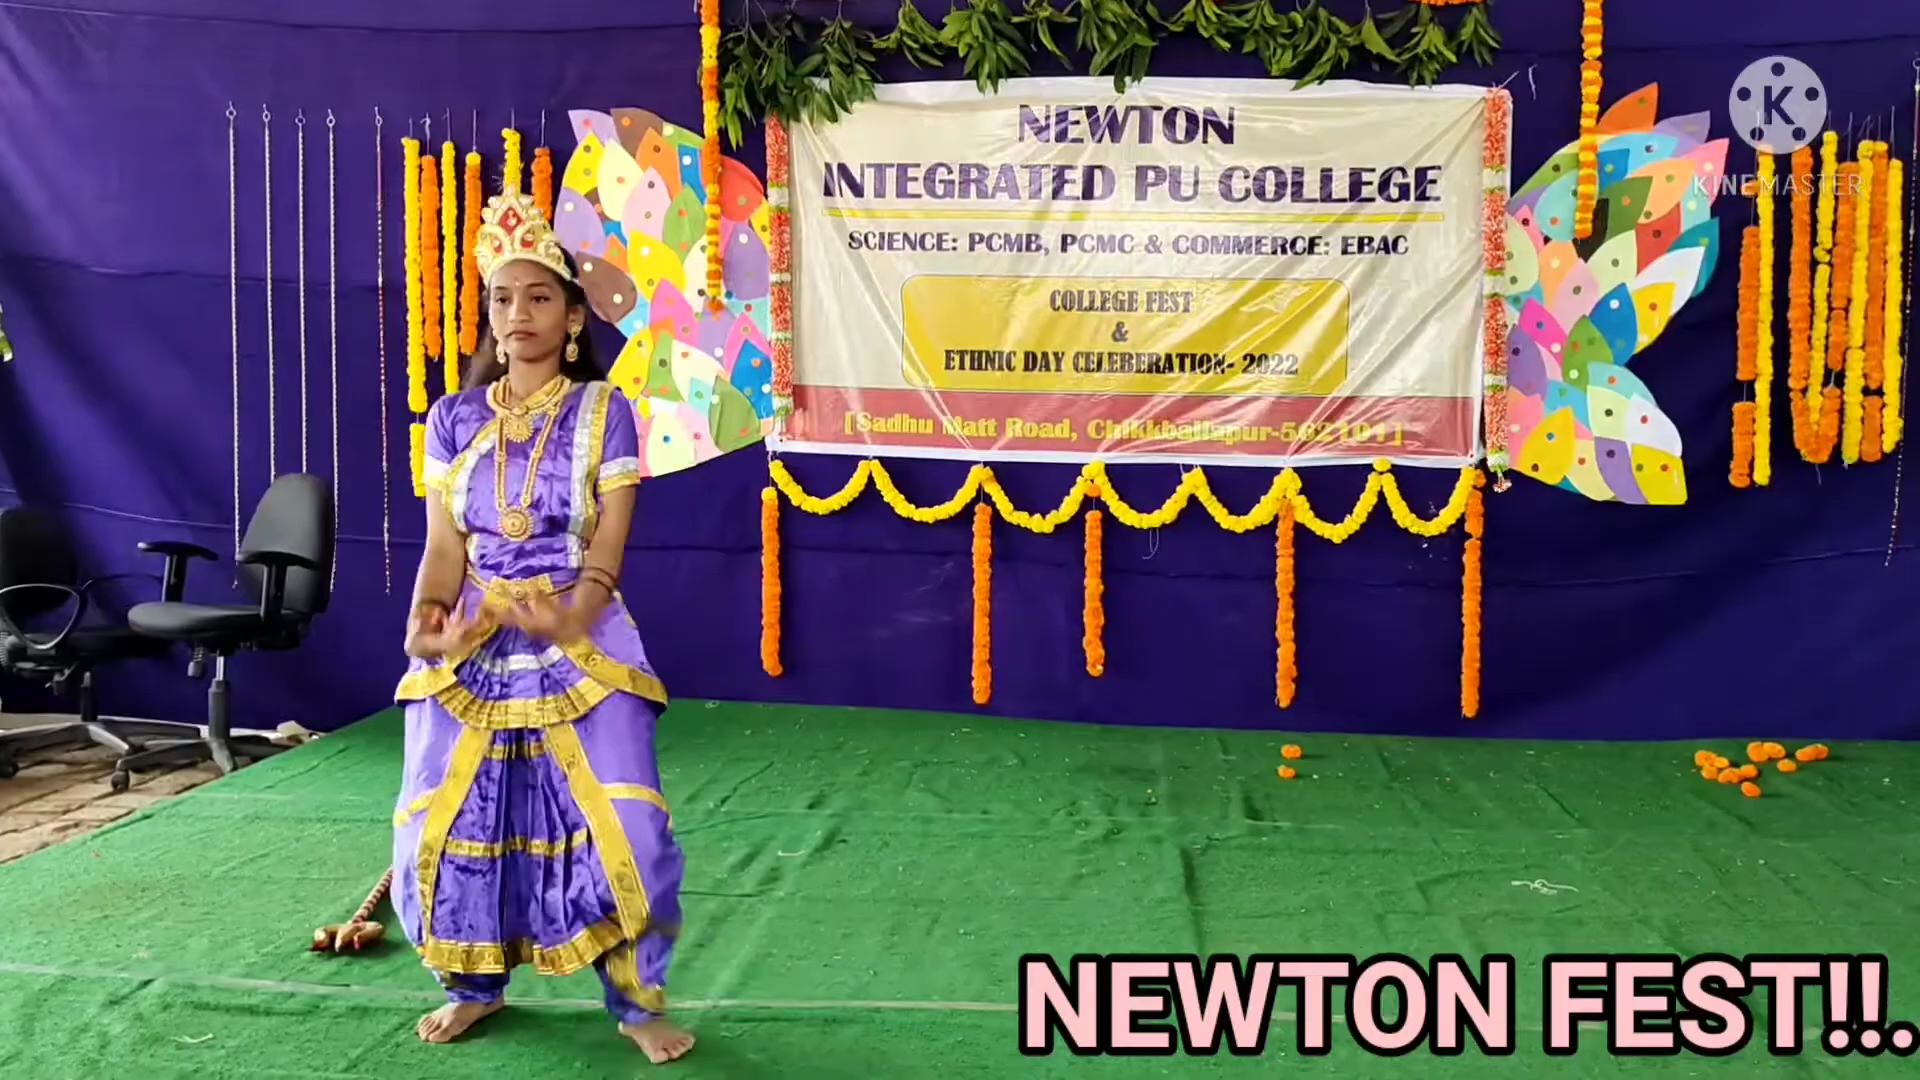 NEWTON
INTEGRATED PU COLLEGE
SCIENCE: PCMB, PCMC & COMMERCE: EBAC
COLLEGE FEST
&
ETHNIC DAY CELEBERATION- 2022
[Sadhu Matt Road, Chikkballapur-562101]
K
KINEMASTER
NEWTON FEST!!.